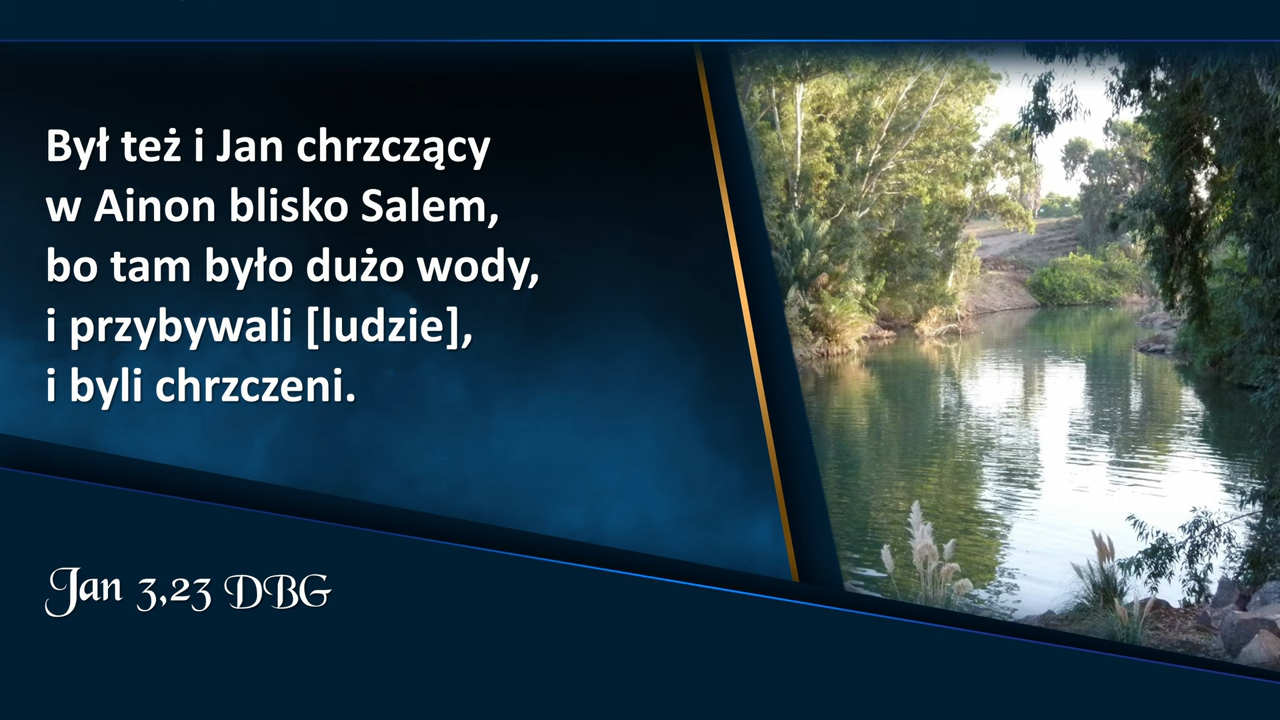 Był też i Jan chrzczący
w Ainon blisko Salem,
bo tam było dużo wody,
i przybywali [ludzie],
i byli chrzczeni.
Jan 3,23 DBG